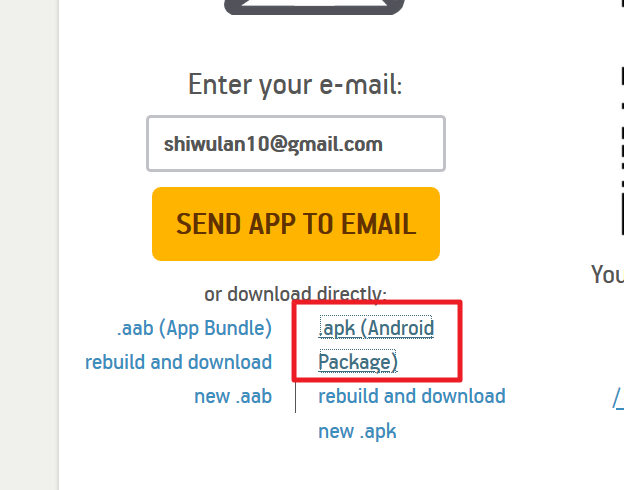 Enter your e-mail:
shiwulan10@gmail.com
SEND APP TO EMAIL
or download directly:
.aab (App Bundle)
rebuild and download
new .aab
.apk (Android
Package)
rebuild and download
new .apk
You
/